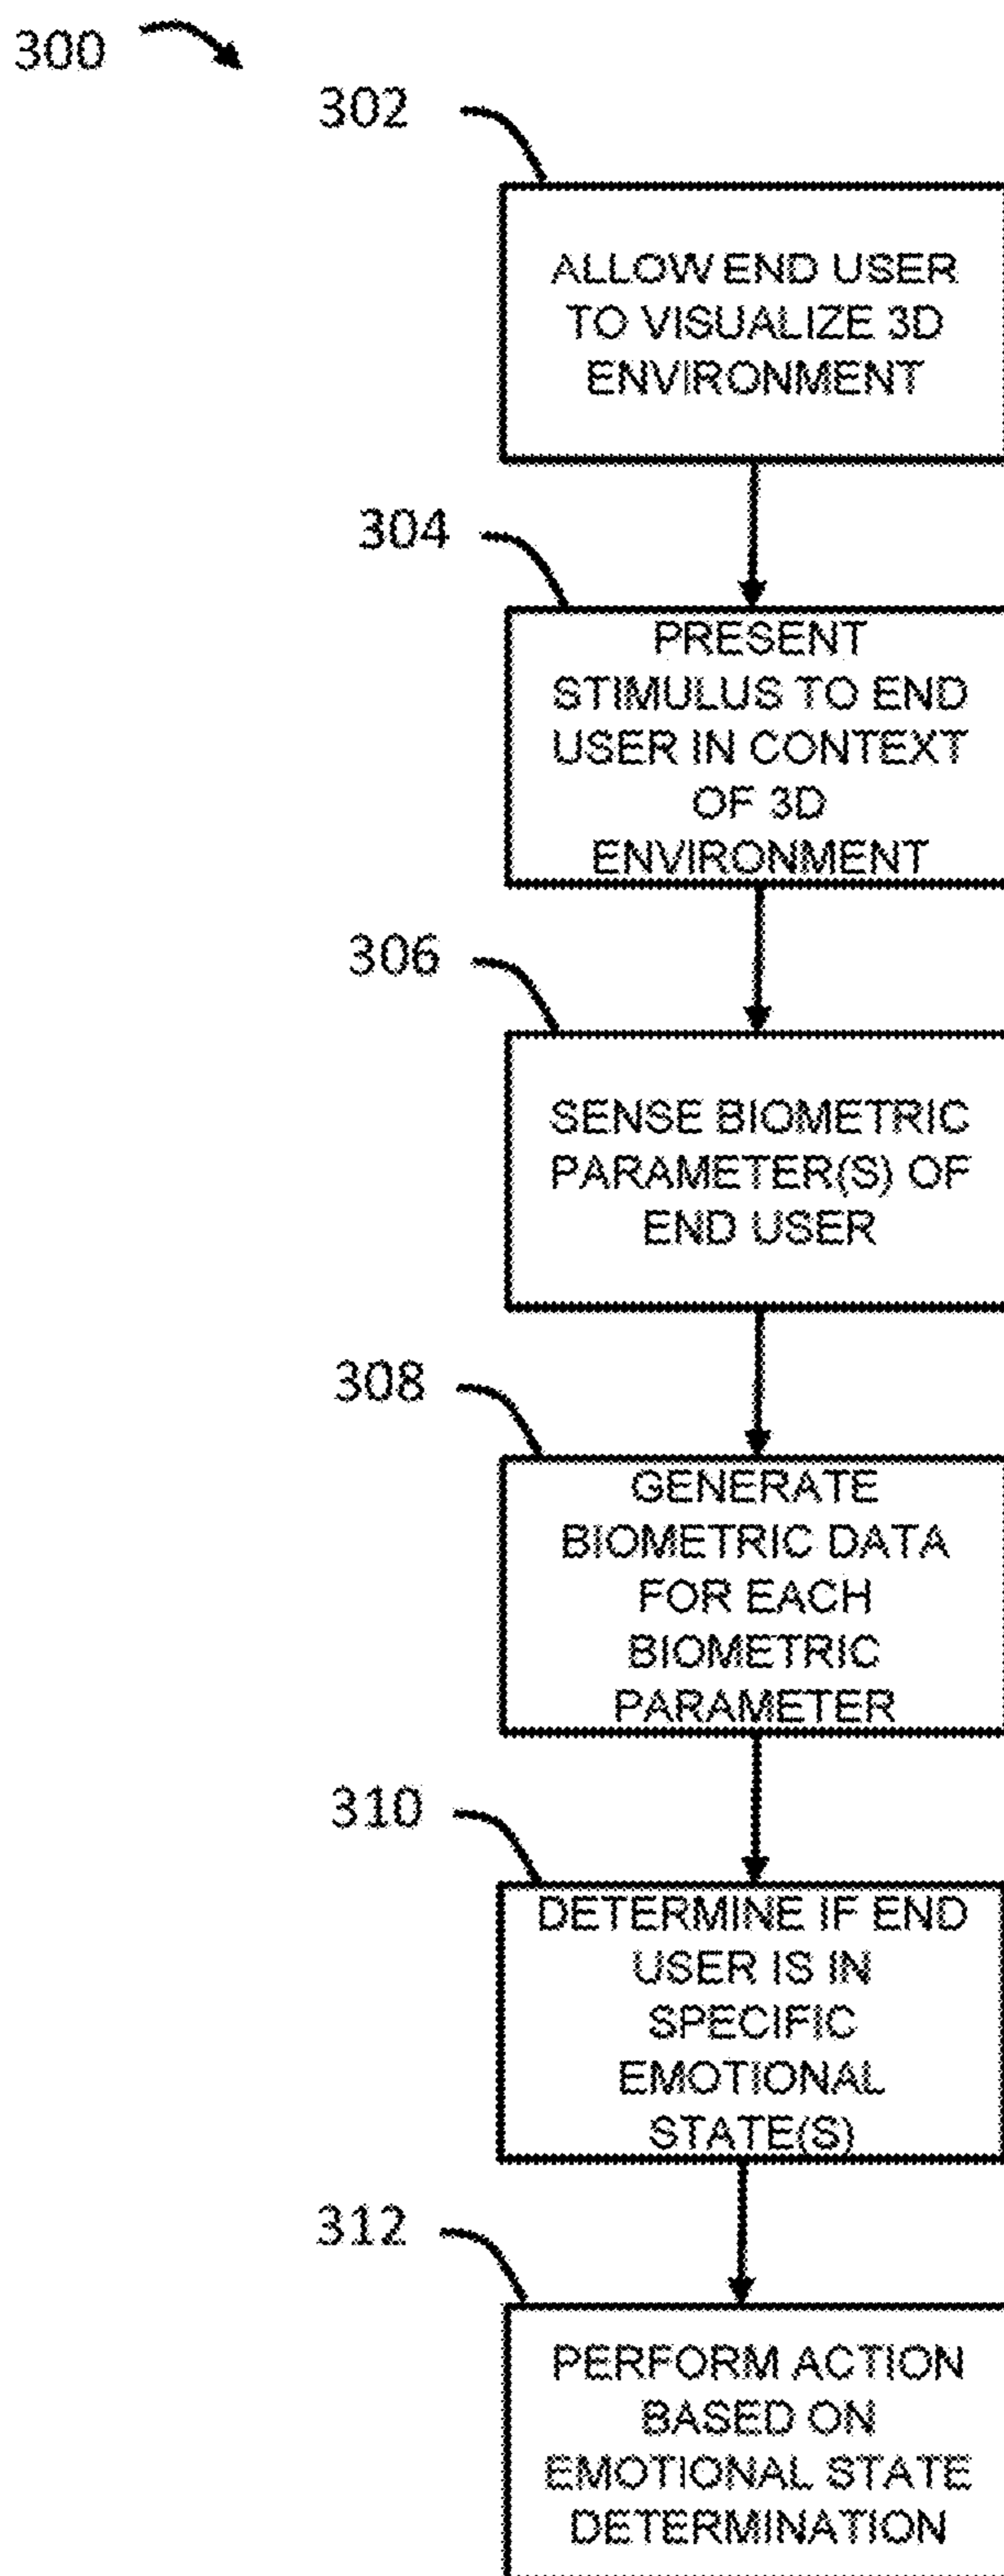 300
302
ALLOW END USER
TO VISUALIZE 3D
ENVIRONMENT
304
PRESENT
STIMULUS TO END
USER IN CONTEXT
OF 3D
ENVIRONMENT
306
SENSE BIOMETRIC
PARAMETER(S) OF
END USER
308
GENERATE
BIOMETRIC DATA
FOR EACH
BIOMETRIC
PARAMETER
310
DETERMINE IF END
USER IS IN
SPECIFIC
EMOTIONAL
STATE(S)
312
PERFORM ACTION
BASED ON
EMOTIONAL STATE
DETERMINATION